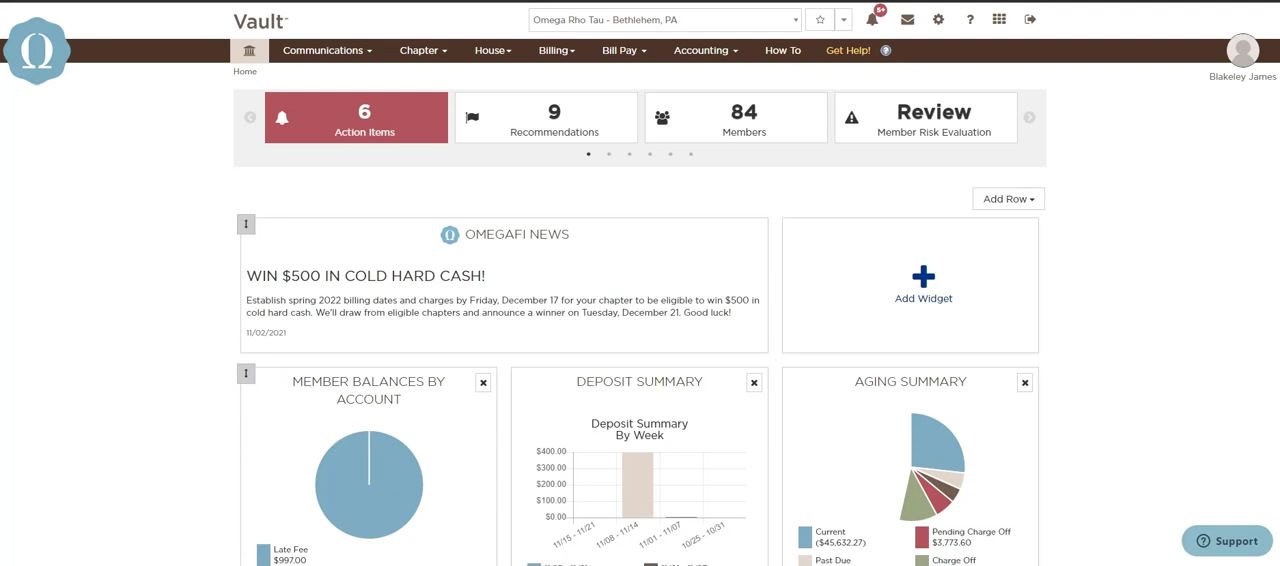 Vault™
Omega Rho Tau - Bethlehem, PA
5+
?
Ω
Communications
Chapter
House
Billing
Bill Pay
Accounting
How To
Get Help!
?
Home
Blakeley James
6
Action Items
9
Recommendations
84
Members
Review
Member Risk Evaluation
Add Row
Ω OMEGAFI NEWS
WIN $500 IN COLD HARD CASH!
Establish spring 2022 billing dates and charges by Friday, December 17 for your chapter to be eligible to win $500 in
cold hard cash. We'll draw from eligible chapters and announce a winner on Tuesday, December 21. Good luck!
11/02/2021
Add Widget
MEMBER BALANCES BY
ACCOUNT
Late Fee
$997.00
DEPOSIT SUMMARY
Deposit Summary
By Week
$400.00
$300.00
$200.00
$100.00
$0.00
11/15 - 11/21
11/08 - 11/14
11/01 - 11/07
10/25 - 10/31
AGING SUMMARY
Current
($45,632.27)
Pending Charge Off
$3,773.60
Past Due
Charge Off
? Support